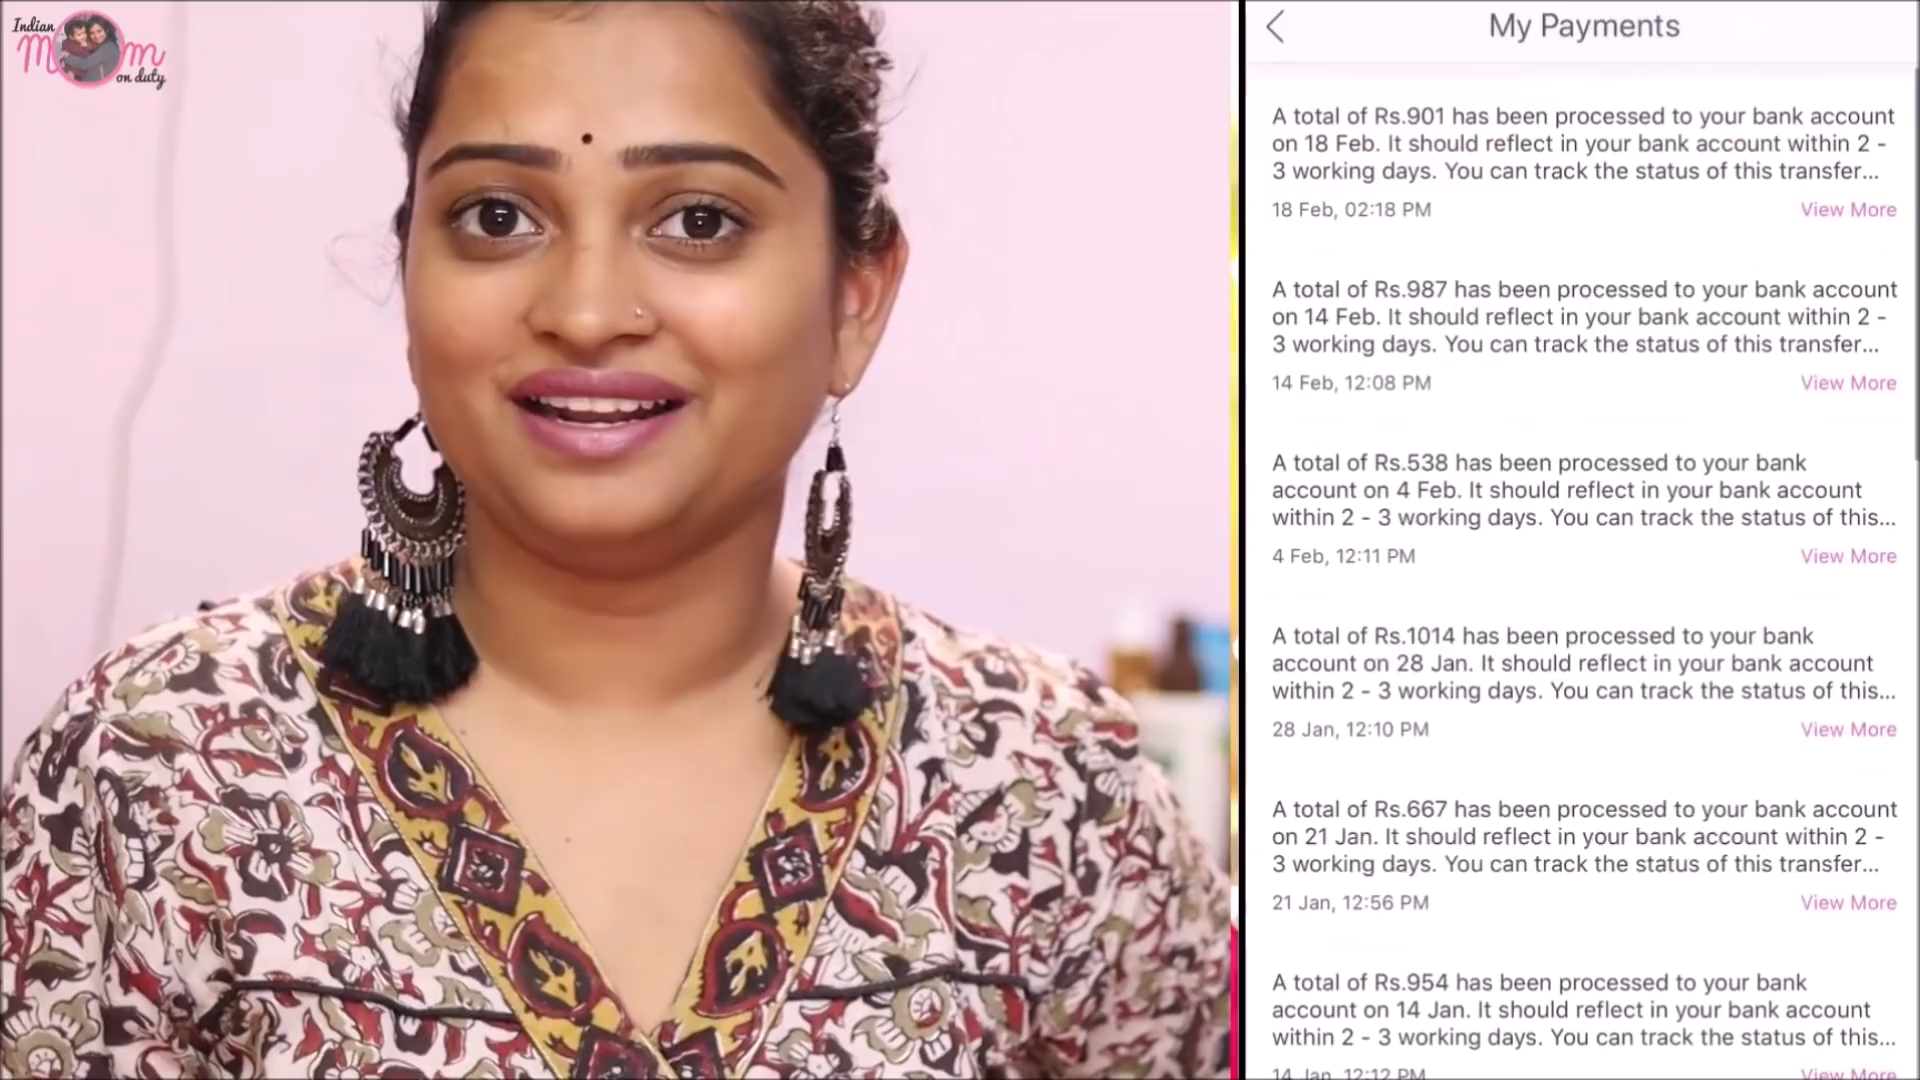 Indian
Mom
on duty
My Payments
A total of Rs.901 has been processed to your bank account
on 18 Feb. It should reflect in your bank account within 2 -
3 working days. You can track the status of this transfer...
18 Feb, 02:18 PM
View More
A total of Rs.987 has been processed to your bank account
on 14 Feb. It should reflect in your bank account within 2 -
3 working days. You can track the status of this transfer...
14 Feb, 12:08 PM
View More
A total of Rs.538 has been processed to your bank
account on 4 Feb. It should reflect in your bank account
within 2 - 3 working days. You can track the status of this...
4 Feb, 12:11 PM
View More
A total of Rs.1014 has been processed to your bank
account on 28 Jan. It should reflect in your bank account
within 2 - 3 working days. You can track the status of this...
28 Jan, 12:10 PM
View More
A total of Rs.667 has been processed to your bank account
on 21 Jan. It should reflect in your bank account within 2 -
3 working days. You can track the status of this transfer...
21 Jan, 12:56 PM
View More
A total of Rs.954 has been processed to your bank
account on 14 Jan. It should reflect in your bank account
within 2 - 3 working days. You can track the status of this...
14 Jan, 12:12 PM
View More